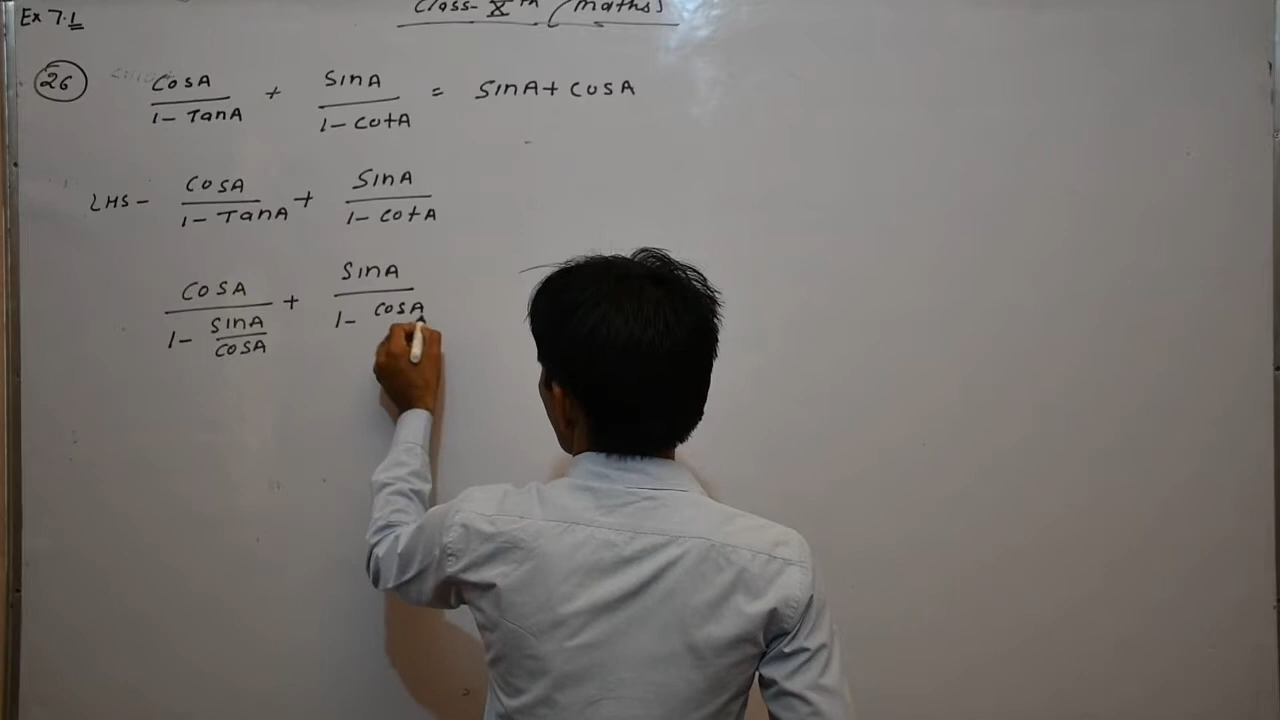 Ex 7.1
Class- Xth (Maths)
26 CosA / 1- TanA + SinA / 1- CotA = SinA + CosA
LHS- CosA / 1- TanA + SinA / 1- CotA
CosA / 1- SinA / CosA + SinA / 1- CosA